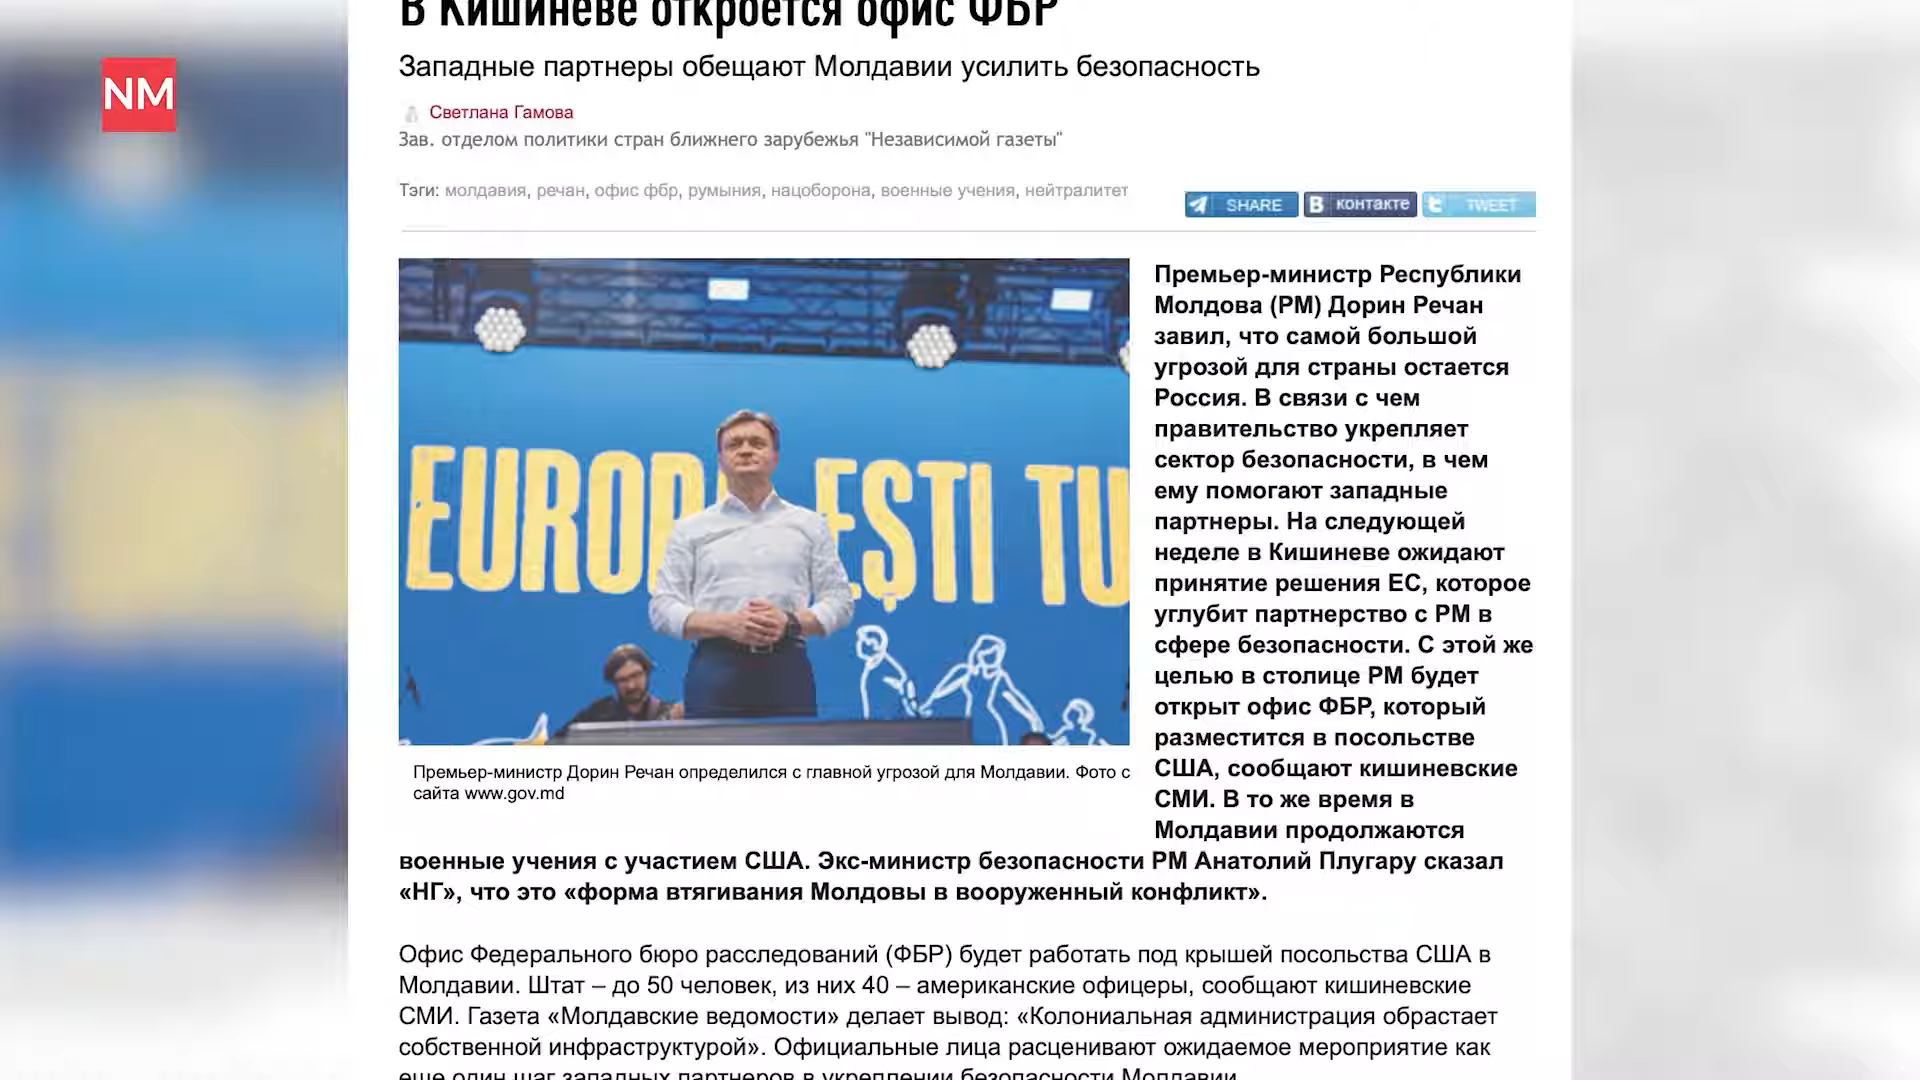 В Кишиневе откроется офис ФБР
NM
Западные партнеры обещают Молдавии усилить безопасность
Светлана Гамова
Зав. отделом политики стран ближнего зарубежья "Независимой газеты"
Тэги: молдавия, речан, офис фбр, румыния, нацоборона, военные учения, нейтралитет
SHARE
В контакте
t TWEET
EUROP EȘTI TU
Премьер-министр Дорин Речан определился с главной угрозой для Молдавии. Фото с
сайта www.gov.md
Премьер-министр Республики
Молдова (РМ) Дорин Речан
завил, что самой большой
угрозой для страны остается
Россия. В связи с чем
правительство укрепляет
сектор безопасности, в чем
ему помогают западные
партнеры. На следующей
неделе в Кишиневе ожидают
принятие решения ЕС, которое
углубит партнерство с РМ в
сфере безопасности. С этой же
целью в столице РМ будет
открыт офис ФБР, который
разместится в посольстве
США, сообщают кишиневские
СМИ. В то же время в
Молдавии продолжаются
военные учения с участием США. Экс-министр безопасности РМ Анатолий Плугару сказал
«НГ», что это «форма втягивания Молдовы в вооруженный конфликт».
Офис Федерального бюро расследований (ФБР) будет работать под крышей посольства США в
Молдавии. Штат – до 50 человек, из них 40 – американские офицеры, сообщают кишиневские
СМИ. Газета «Молдавские ведомости» делает вывод: «Колониальная администрация обрастает
собственной инфраструктурой». Официальные лица расценивают ожидаемое мероприятие как
еще один шаг западных партнеров в укреплении безопасности Молдавии.